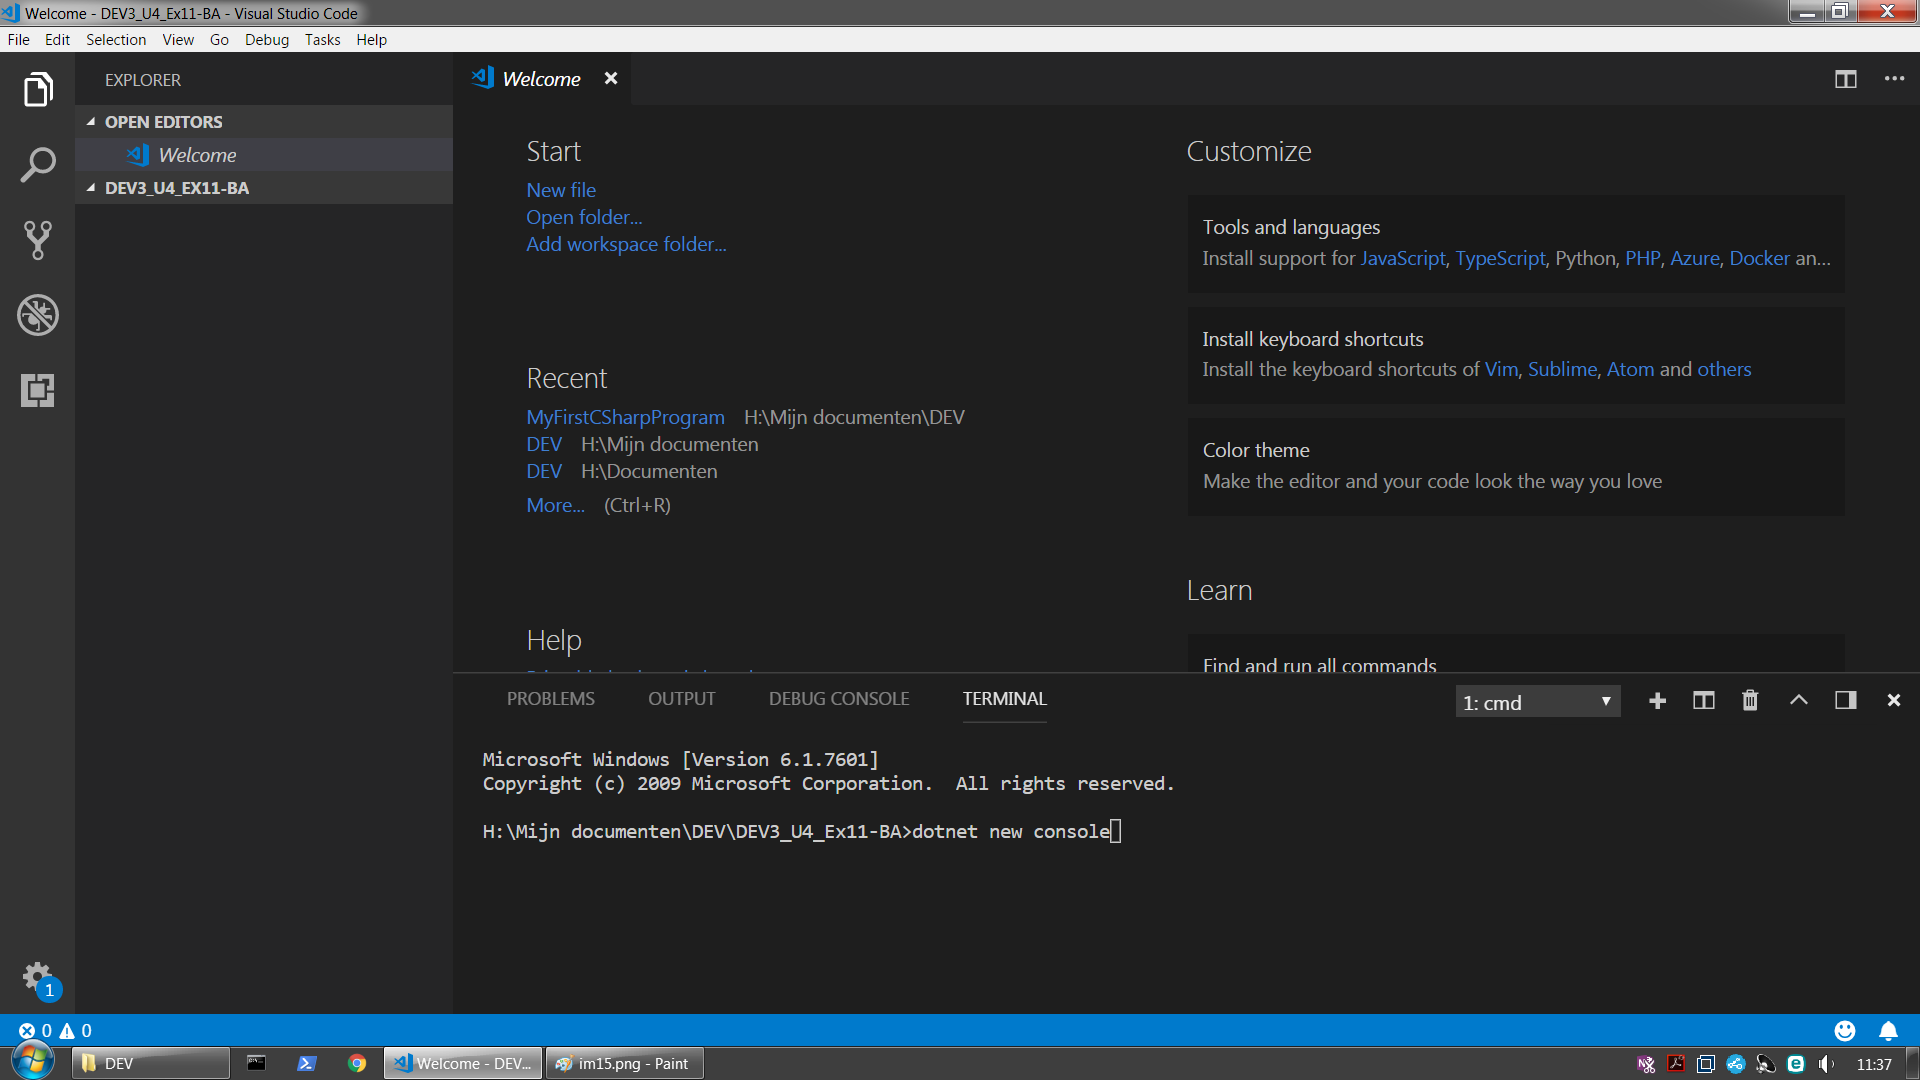 Welcome - DEV3_U4_Ex11-BA - Visual Studio Code
File Edit Selection View Go Debug Tasks Help
EXPLORER
OPEN EDITORS
Welcome
DEV3_U4_EX11-BA
Welcome
Start
New file
Open folder...
Add workspace folder...
Recent
MyFirstCSharpProgram H:\Mijn documenten\DEV
DEV H:\Mijn documenten
DEV H:\Documenten
More... (Ctrl+R)
Help
Customize
Tools and languages
Install support for JavaScript, TypeScript, Python, PHP, Azure, Docker an...
Install keyboard shortcuts
Install the keyboard shortcuts of Vim, Sublime, Atom and others
Color theme
Make the editor and your code look the way you love
Learn
Find and run all commands
PROBLEMS OUTPUT DEBUG CONSOLE TERMINAL
1: cmd
Microsoft Windows [Version 6.1.7601]
Copyright (c) 2009 Microsoft Corporation.  All rights reserved.
H:\Mijn documenten\DEV\DEV3_U4_Ex11-BA>dotnet new console
1
0 0
DEV
Welcome - DEV...
im15.png - Paint
11:37